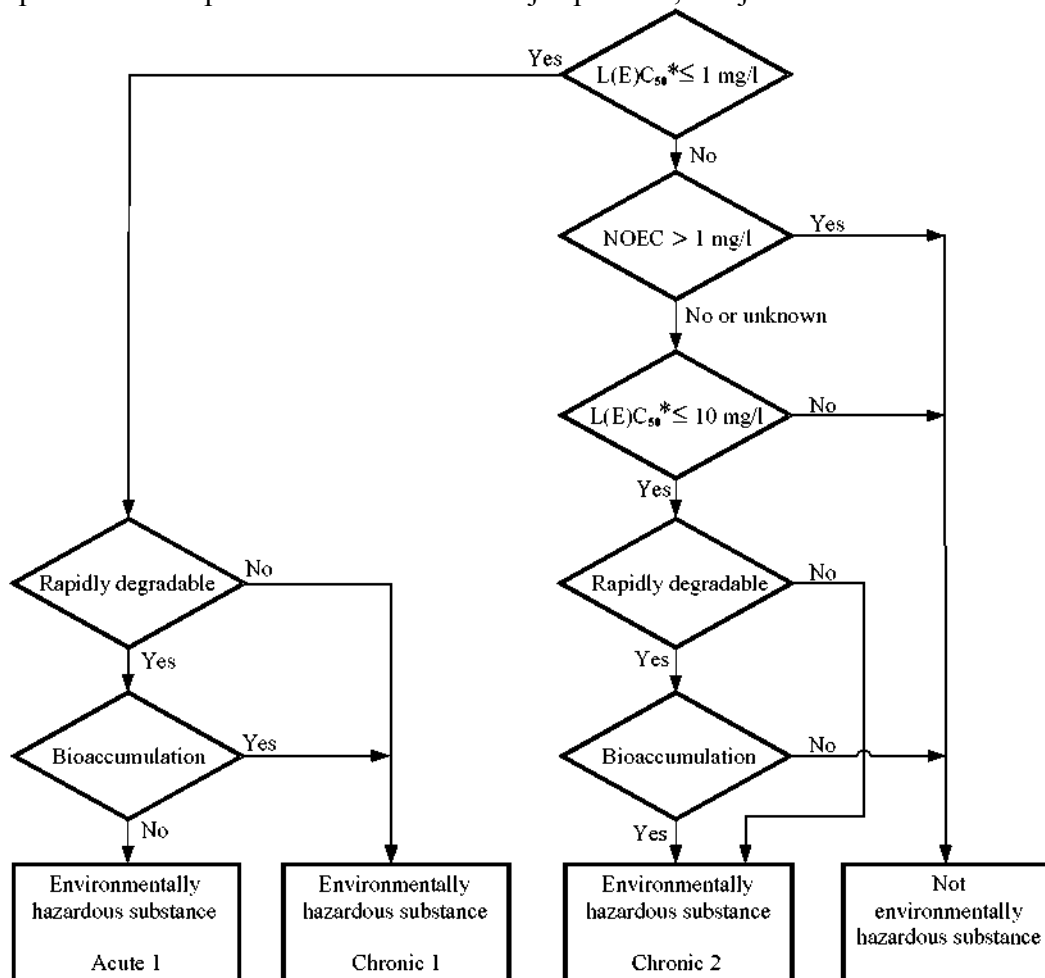 Yes
L(E)C₅₀*≤ 1 mg/l
No
NOEC > 1 mg/l
Yes
No or unknown
L(E)C₅₀*≤ 10 mg/l
No
Yes
Rapidly degradable
No
Rapidly degradable
No
Yes
Yes
Bioaccumulation
Yes
Bioaccumulation
No
No
Yes
Environmentally
hazardous substance
Acute 1
Environmentally
hazardous substance
Chronic 1
Environmentally
hazardous substance
Chronic 2
Not
environmentally
hazardous substance